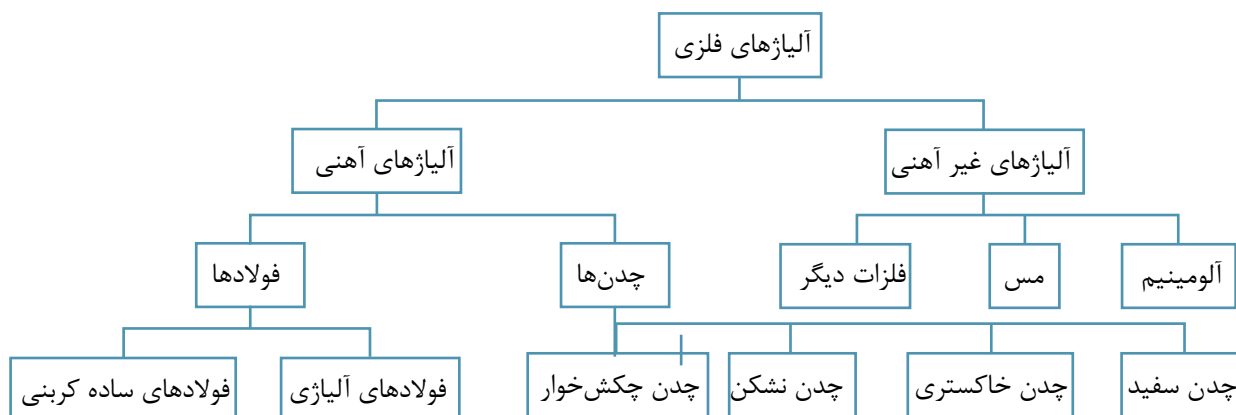 آلیاژهای فلزی
آلیاژهای غیر آهنی
آلیاژهای آهنی
آلومینیم
مس
فلزات دیگر
چدن‌ها
فولادها
چدن سفید
چدن خاکستری
چدن نشکن
چدن چکش‌خوار
فولادهای آلیاژی
فولادهای ساده کربنی